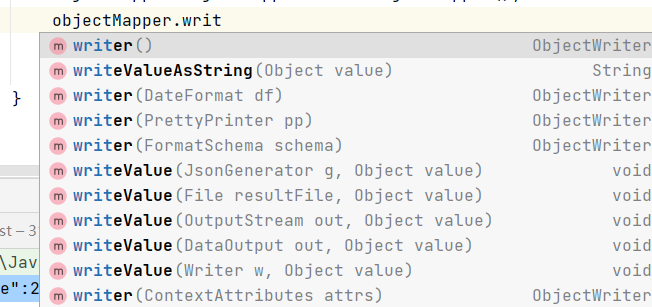 objectMapper.writ
m writer() ObjectWriter
m writeValueAsString(Object value) String
m writer(DateFormat df) ObjectWriter
m writer(PrettyPrinter pp) ObjectWriter
m writer(FormatSchema schema) ObjectWriter
m writeValue(JsonGenerator g, Object value) void
m writeValue(File resultFile, Object value) void
m writeValue(OutputStream out, Object value) void
m writeValue(DataOutput out, Object value) void
m writeValue(Writer w, Object value) void
m writer(ContextAttributes attrs) ObjectWriter
}
st – 3
\Jav
e":2